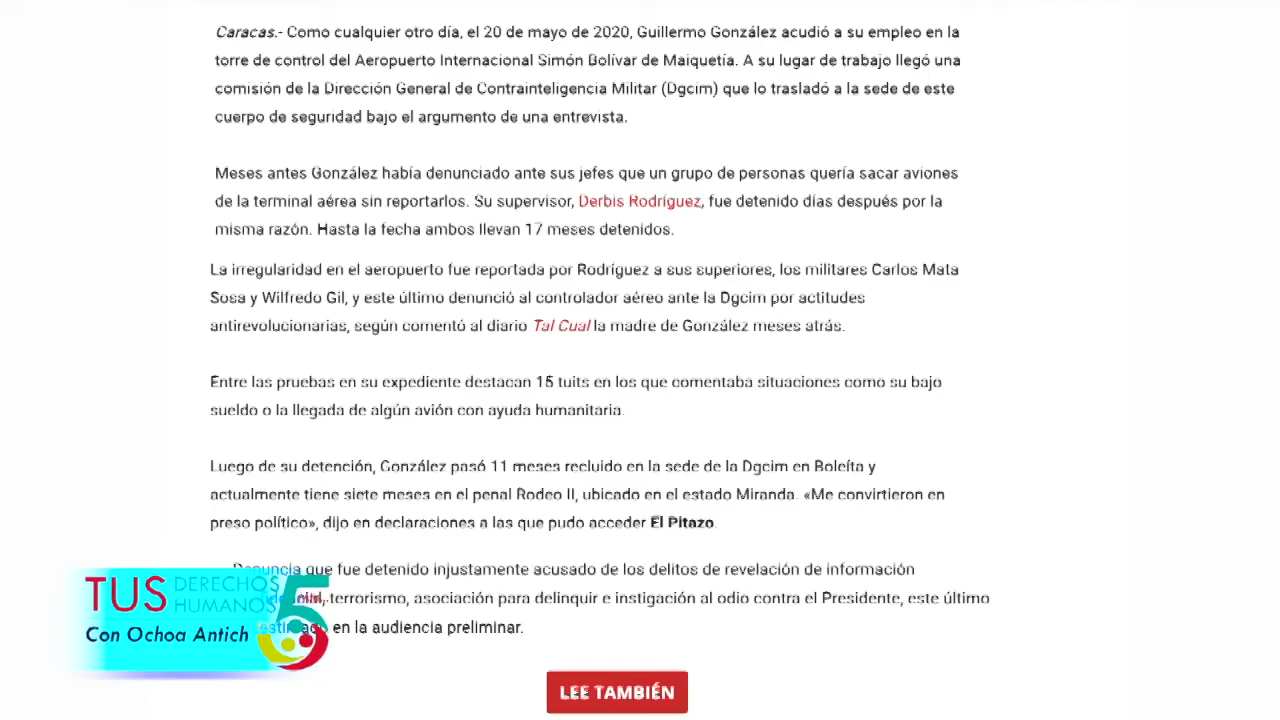 Caracas.- Como cualquier otro día, el 20 de mayo de 2020, Guillermo González acudió a su empleo en la
torre de control del Aeropuerto Internacional Simón Bolívar de Maiquetía. A su lugar de trabajo llegó una
comisión de la Dirección General de Contrainteligencia Militar (Dgcim) que lo trasladó a la sede de este
cuerpo de seguridad bajo el argumento de una entrevista.
Meses antes González había denunciado ante sus jefes que un grupo de personas quería sacar aviones
de la terminal aérea sin reportarlos. Su supervisor, Derbis Rodríguez, fue detenido días después por la
misma razón. Hasta la fecha ambos llevan 17 meses detenidos.
La irregularidad en el aeropuerto fue reportada por Rodríguez a sus superiores, los militares Carlos Mata
Sosa y Wilfredo Gil, y este último denunció al controlador aéreo ante la Dgcim por actitudes
antirevolucionarias, según comentó al diario Tal Cual la madre de González meses atrás.
Entre las pruebas en su expediente destacan 15 tuits en los que comentaba situaciones como su bajo
sueldo o la llegada de algún avión con ayuda humanitaria.
Luego de su detención, González pasó 11 meses recluido en la sede de la Dgcim en Boleíta y
actualmente tiene siete meses en el penal Rodeo II, ubicado en el estado Miranda. «Me convirtieron en
preso político», dijo en declaraciones a las que pudo acceder El Pitazo.
Denuncia que fue detenido injustamente acusado de los delitos de revelación de información
terrorismo, asociación para delinquir e instigación al odio contra el Presidente, este último
en la audiencia preliminar.
TUS DERECHOS HUMANOS 5
Con Ochoa Antich
LEE TAMBIÉN